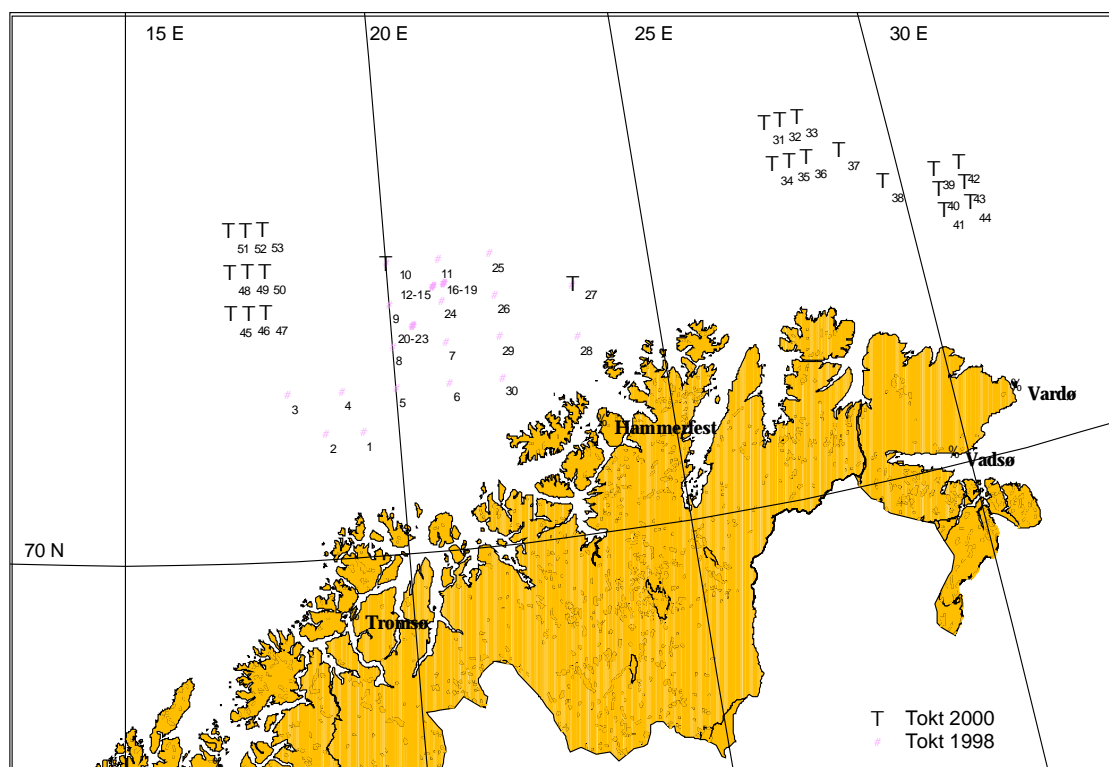 15 E 20 E 25 E 30 E
T T T T
31 32 33 37
T T T T T T
34 35 36 38 39 42
T T
40 43
T T
41 44
T T T
51 52 53
T # # #
10 11 25
T T T T #
48 49 50 12-15 16-19 27
# # #
9 24 26
T T T #
45 46 47 20-23
# # # #
8 7 29 28
# # # # #
3 4 5 6 30
# #
2 1
% Vardø
% Hammerfest
% Vadsø
70 N
% Tromsø
T Tokt 2000
# Tokt 1998